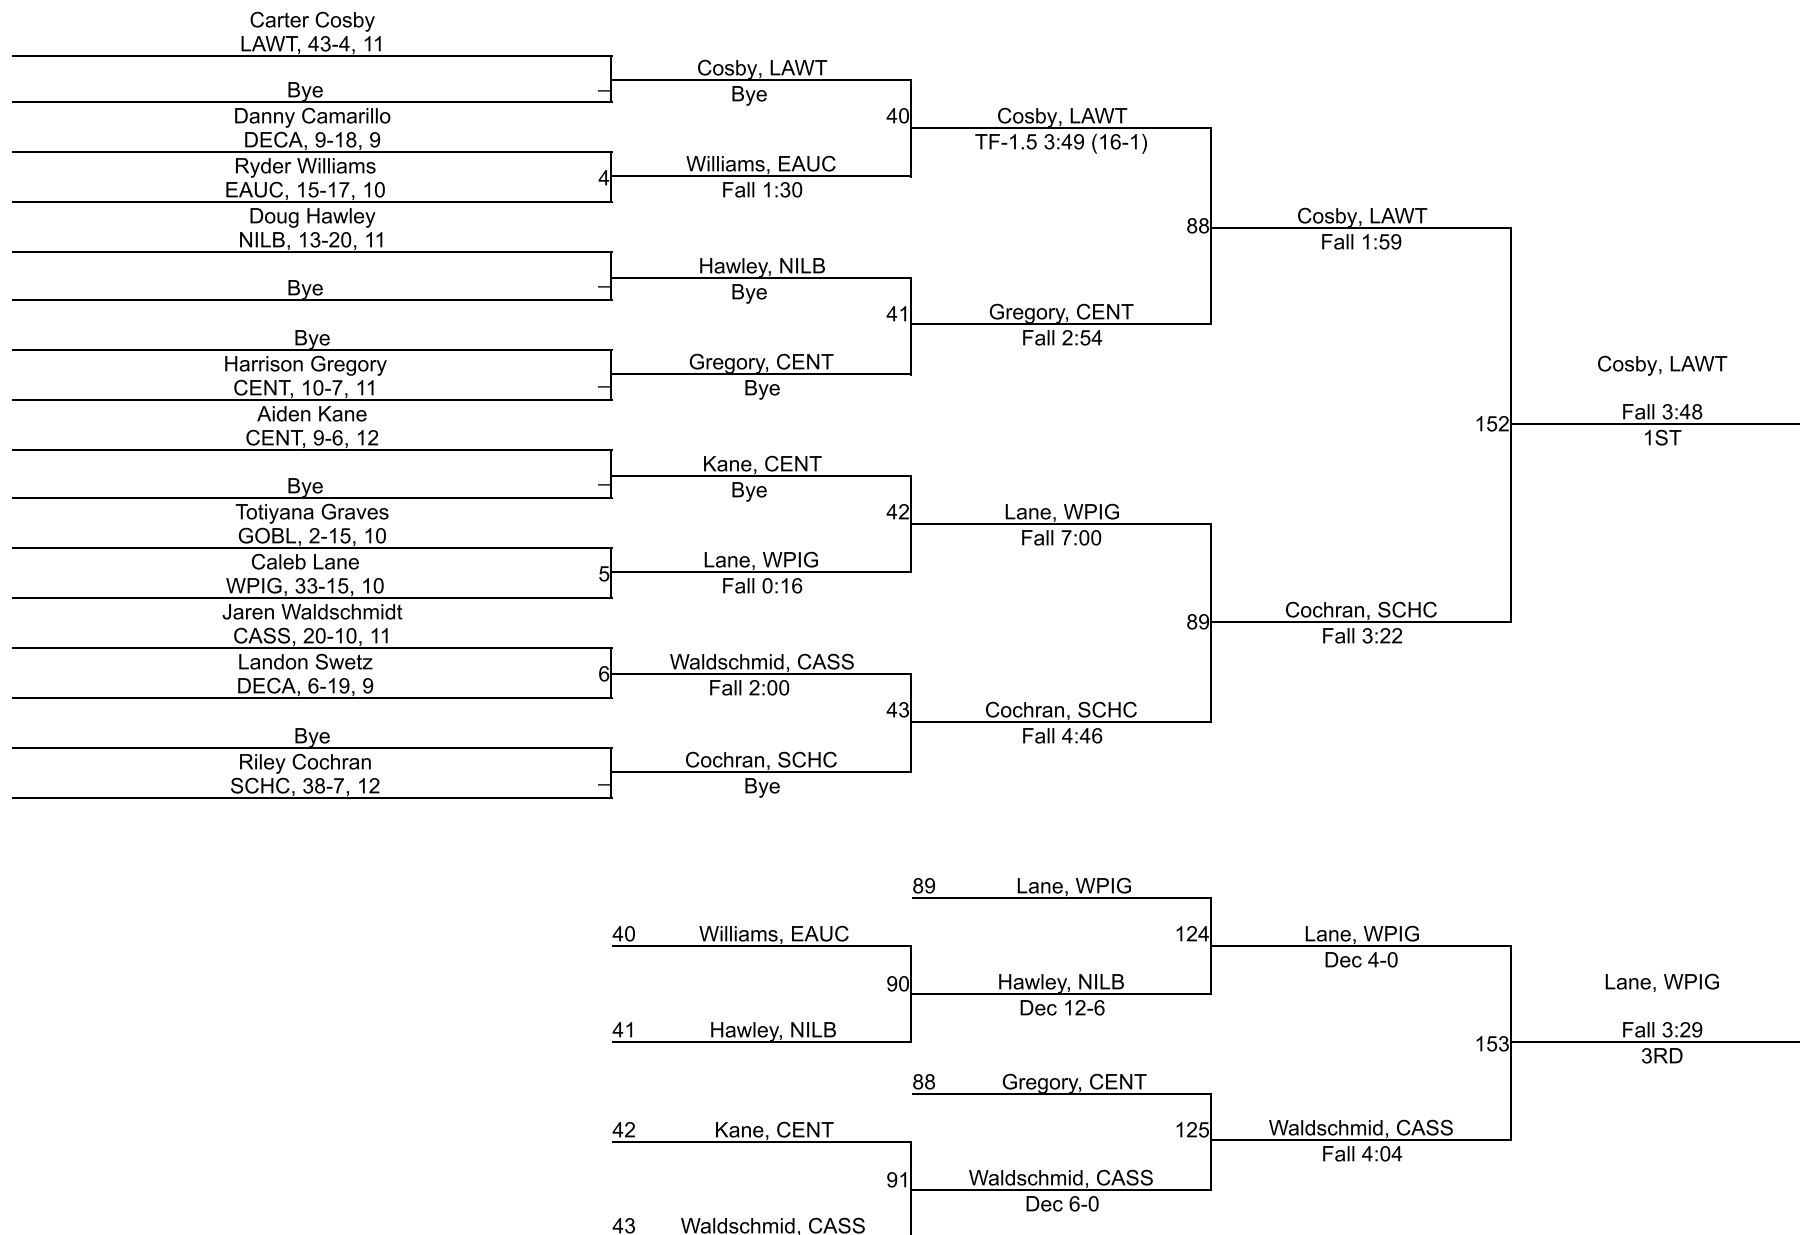 Carter Cosby
LAWT, 43-4, 11
Bye
Danny Camarillo
DECA, 9-18, 9
Ryder Williams
EAUC, 15-17, 10
Doug Hawley
NILB, 13-20, 11
Bye
Bye
Harrison Gregory
CENT, 10-7, 11
Aiden Kane
CENT, 9-6, 12
Bye
Totiyana Graves
GOBL, 2-15, 10
Caleb Lane
WPIG, 33-15, 10
Jaren Waldschmidt
CASS, 20-10, 11
Landon Swetz
DECA, 6-19, 9
Bye
Riley Cochran
SCHC, 38-7, 12
4
5
6
Cosby, LAWT
Bye
Williams, EAUC
Fall 1:30
Hawley, NILB
Bye
Gregory, CENT
Bye
Kane, CENT
Bye
Lane, WPIG
Fall 0:16
Waldschmid, CASS
Fall 2:00
Cochran, SCHC
Bye
40
41
42
43
Cosby, LAWT
TF-1.5 3:49 (16-1)
Gregory, CENT
Fall 2:54
Lane, WPIG
Fall 7:00
Cochran, SCHC
Fall 4:46
88
89
Cosby, LAWT
Fall 1:59
Cochran, SCHC
Fall 3:22
152
Cosby, LAWT
Fall 3:48
1ST
40 Williams, EAUC
41 Hawley, NILB
42 Kane, CENT
43 Waldschmid, CASS
90
91
89 Lane, WPIG
Hawley, NILB
Dec 12-6
88 Gregory, CENT
Waldschmid, CASS
Dec 6-0
124
125
Lane, WPIG
Dec 4-0
Waldschmid, CASS
Fall 4:04
153
Lane, WPIG
Fall 3:29
3RD